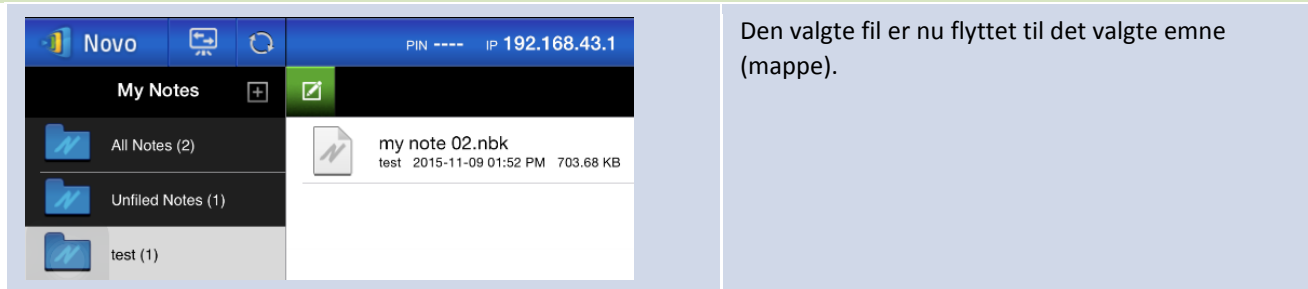 Novo
PIN ---- IP 192.168.43.1
My Notes
All Notes (2)
Unfiled Notes (1)
test (1)
my note 02.nbk
test 2015-11-09 01:52 PM 703.68 KB
Den valgte fil er nu flyttet til det valgte emne
(mappe).